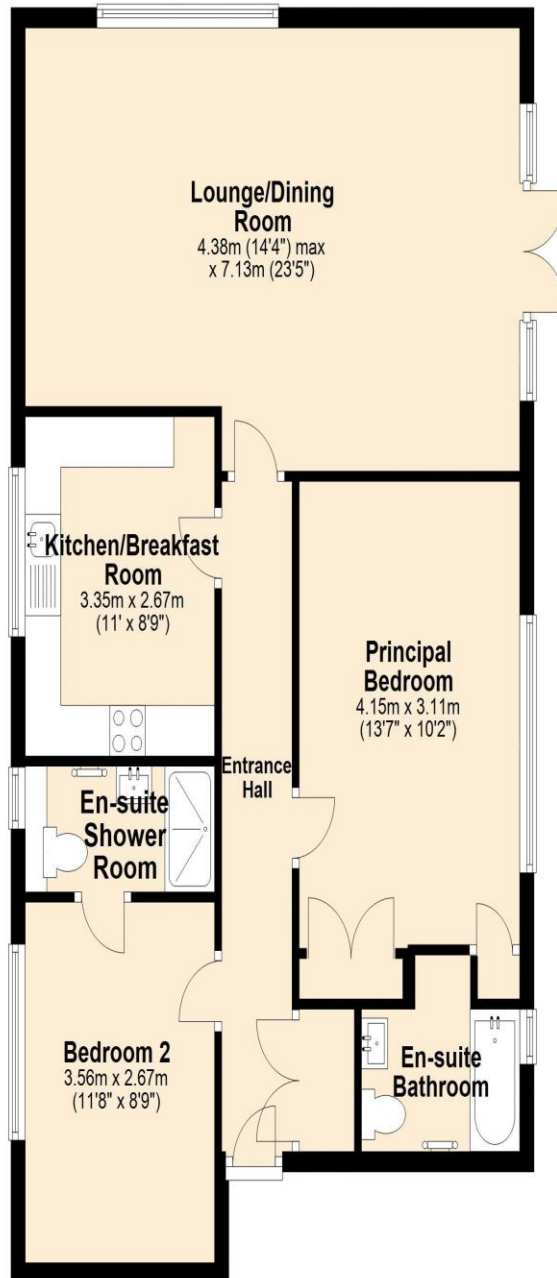 Lounge/Dining
Room
4.38m (14'4") max
x 7.13m (23'5")
Kitchen/Breakfast
Room
3.35m x 2.67m
(11' x 8'9")
Principal
Bedroom
4.15m x 3.11m
(13'7" x 10'2")
Entrance
Hall
En-suite
Shower
Room
Bedroom 2
3.56m x 2.67m
(11'8" x 8'9")
En-suite
Bathroom